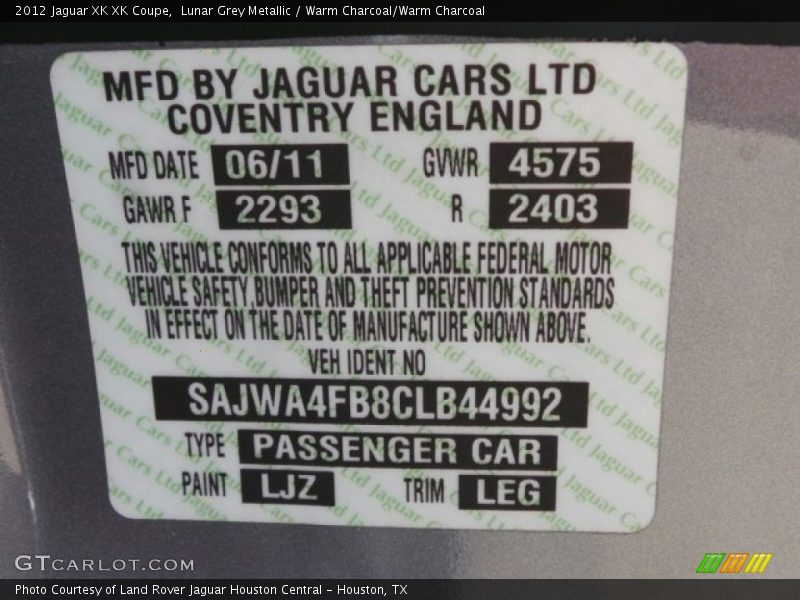 2012 Jaguar XK XK Coupe,  Lunar Grey Metallic / Warm Charcoal/Warm Charcoal
MFD BY JAGUAR CARS LTD
COVENTRY ENGLAND
MFD DATE 06/11 GVWR 4575
GAWR F 2293 R 2403
THIS VEHICLE CONFORMS TO ALL APPLICABLE FEDERAL MOTOR
VEHICLE SAFETY,BUMPER AND THEFT PREVENTION STANDARDS
IN EFFECT ON THE DATE OF MANUFACTURE SHOWN ABOVE.
VEH IDENT NO
SAJWA4FB8CLB44992
TYPE PASSENGER CAR
PAINT LJZ TRIM LEG
GTCARLOT.COM
Photo Courtesy of Land Rover Jaguar Houston Central – Houston, TX